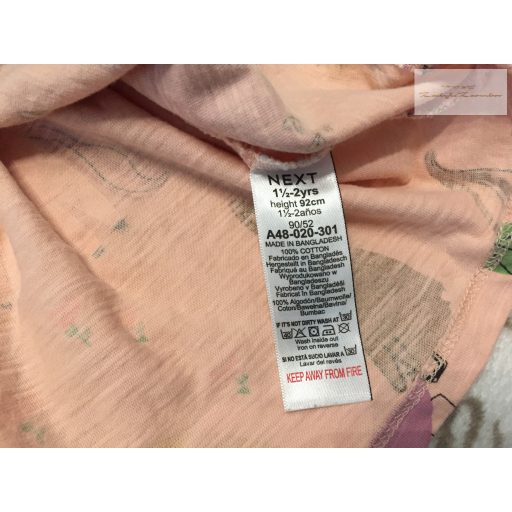 NEXT
1½-2yrs
height 92cm
1½-2años
90/52
A48-020-301
MADE IN BANGLADESH
100% COTTON
Fabricado en Bangladés
Hergestellt in Bangladesch
Fabriqué au Bangladesh
Wyprodukowano w
Bangladeszu
Vyrobeno v Bangladéši
Fabricat în Bangladesh
100% Algodón/Baumwolle/
Coton/Bawełna/Bavlna/
Bumbac
IF IT'S NOT DIRTY WASH AT
Wash inside out
Iron on reverse
SI NO ESTÁ SUCIO LAVAR A
Lavar del revés
KEEP AWAY FROM FIRE